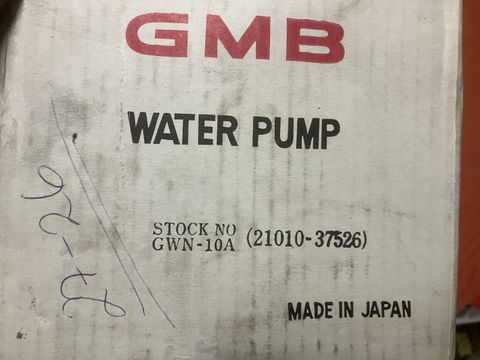 GMB
WATER PUMP
STOCK NO
GWN-10A (21010-37526)
MADE IN JAPAN